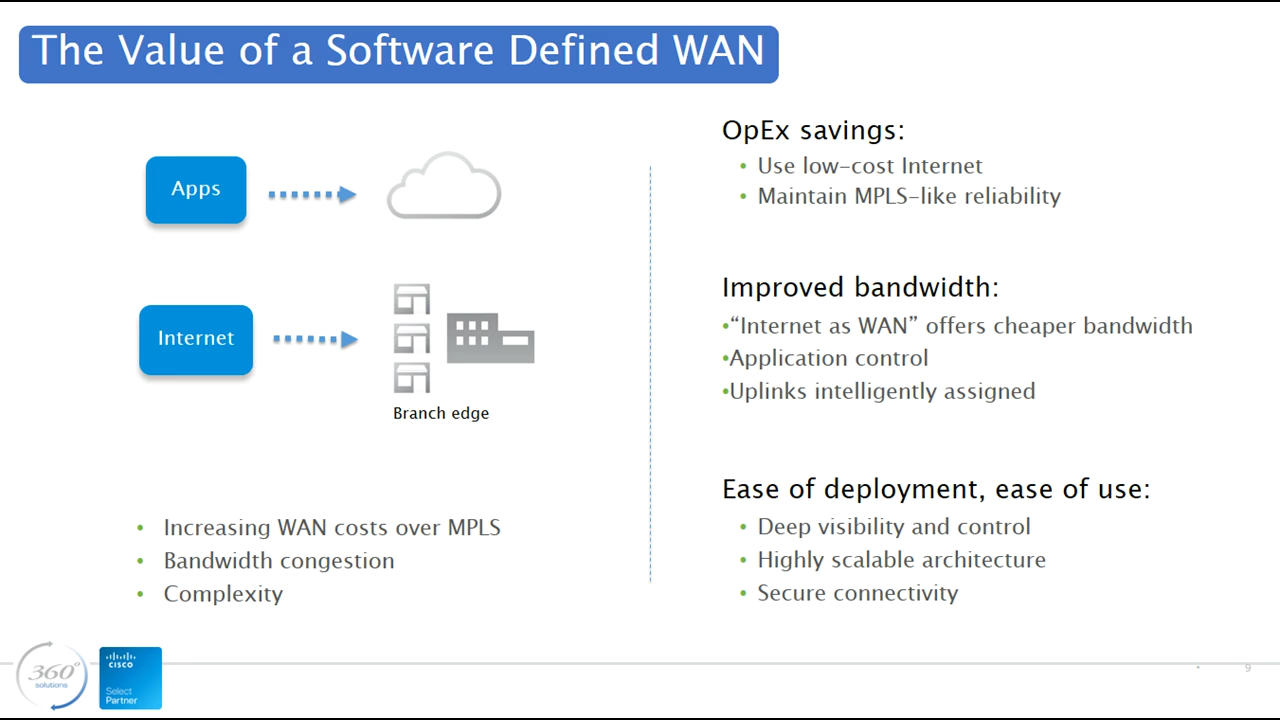 The Value of a Software Defined WAN
Apps
Internet
Branch edge
• Increasing WAN costs over MPLS
• Bandwidth congestion
• Complexity
OpEx savings:
• Use low-cost Internet
• Maintain MPLS-like reliability
Improved bandwidth:
•“Internet as WAN” offers cheaper bandwidth
•Application control
•Uplinks intelligently assigned
Ease of deployment, ease of use:
• Deep visibility and control
• Highly scalable architecture
• Secure connectivity
360°
solutions
CISCO
Select
Partner
• 9